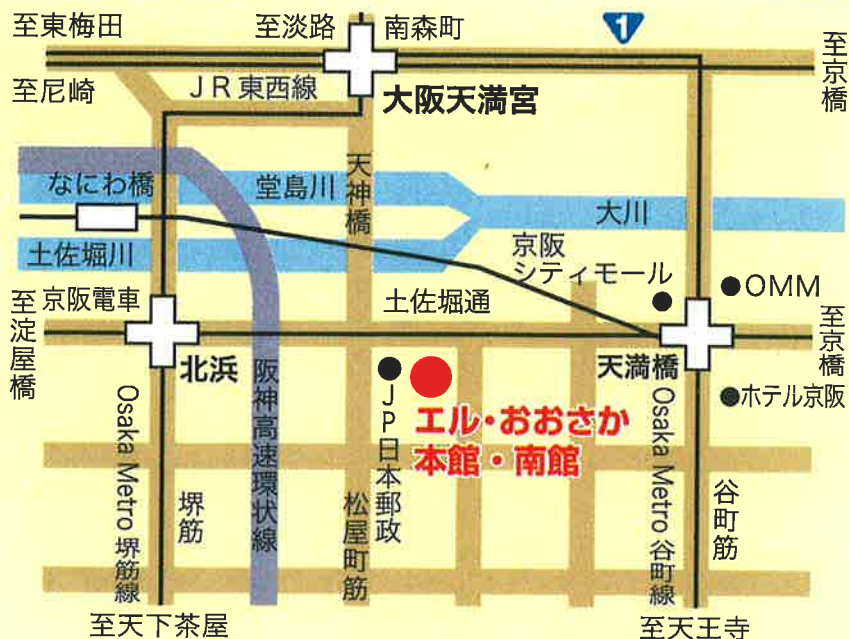 至東梅田
至淡路
南森町
1
至京橋
至尼崎
JR東西線
大阪天満宮
天神橋
なにわ橋
堂島川
大川
土佐堀川
京阪
シティモール
OMM
至淀屋橋
京阪電車
土佐堀通
至京橋
北浜
天満橋
阪神高速環状線
JP日本郵政
エル・おおさか
本館・南館
ホテル京阪
Osaka Metro 堺筋線
堺筋
松屋町筋
Osaka Metro 谷町線
谷町筋
至天下茶屋
至天王寺